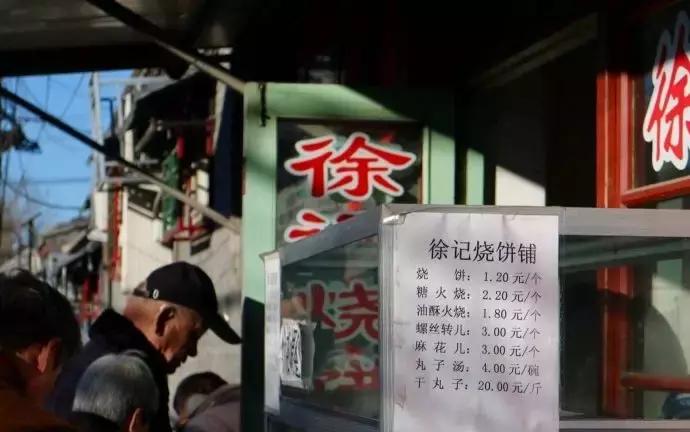 徐
烧
饼
徐
徐记烧饼铺
烧饼：1.20元/个
糖火烧：2.20元/个
油酥火烧：1.80元/个
螺丝转儿：3.00元/个
麻花儿：3.00元/个
丸子汤：4.00元/碗
干丸子：20.00元/斤